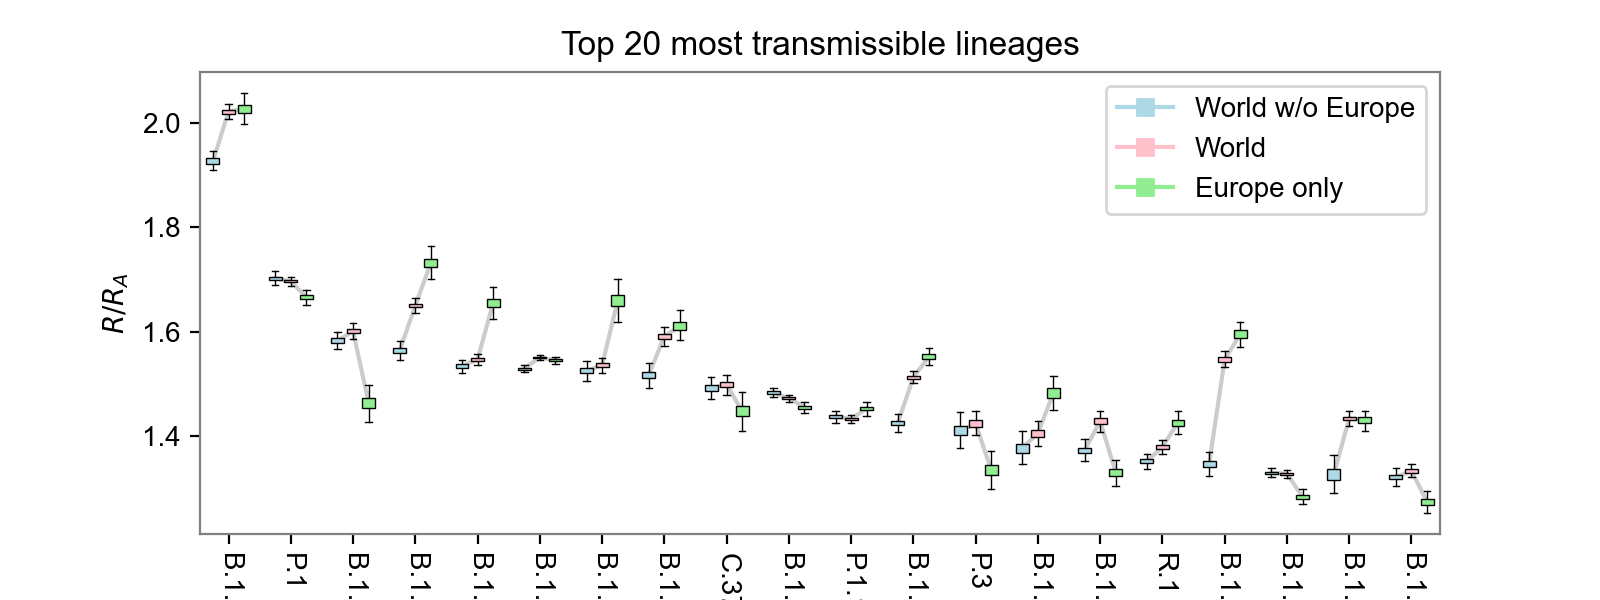 Top 20 most transmissible lineages
World w/o Europe
World
Europe only
R/R_A
2.0
1.8
1.6
1.4
B.1.
P.1
B.1.
B.1.
B.1.
B.1.
B.1.
B.1.
C.37
B.1.
P.1.
B.1.
P.3
B.1.
B.1.
R.1
B.1.
B.1.
B.1.
B.1.